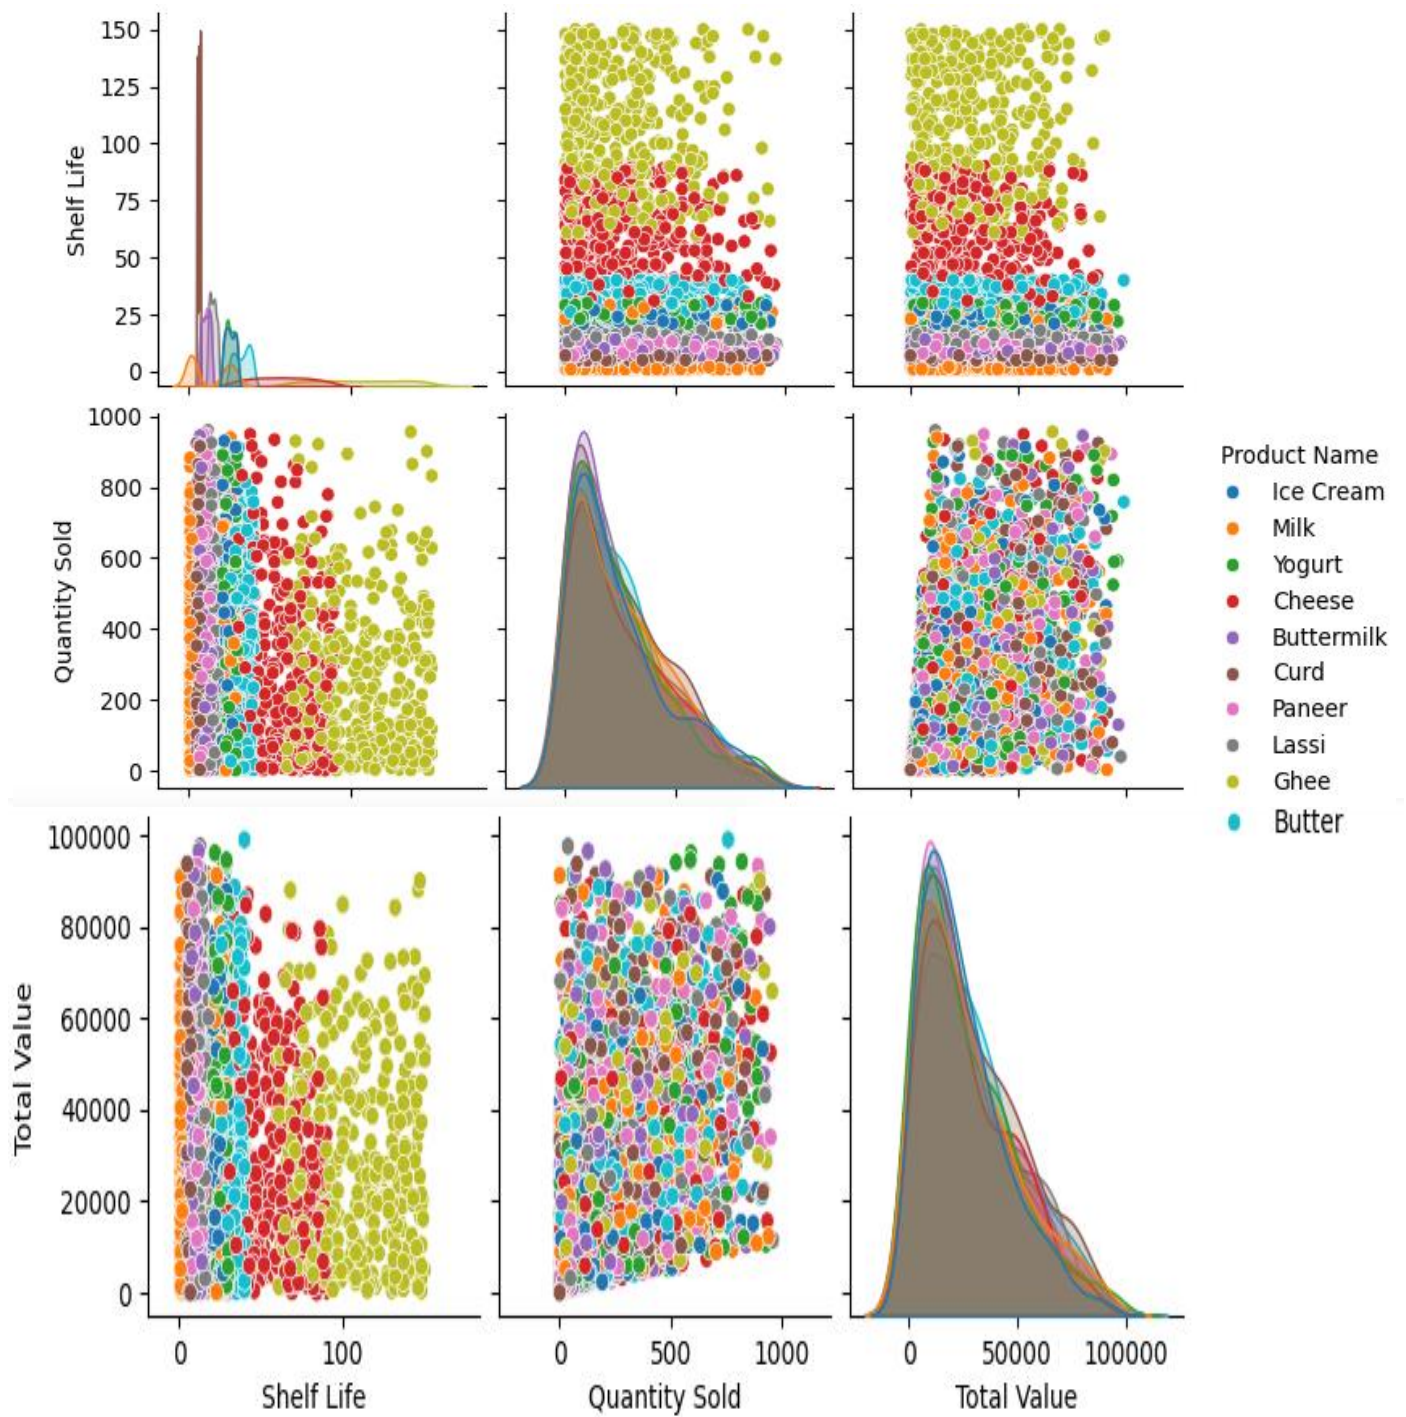 150
125
100
75
50
25
0
Shelf Life
1000
800
600
400
200
0
Quantity Sold
Product Name
Ice Cream
Milk
Yogurt
Cheese
Buttermilk
Curd
Paneer
Lassi
Ghee
Butter
100000
80000
60000
40000
20000
0
Total Value
0 100
0 500 1000
0 50000 100000
Shelf Life
Quantity Sold
Total Value